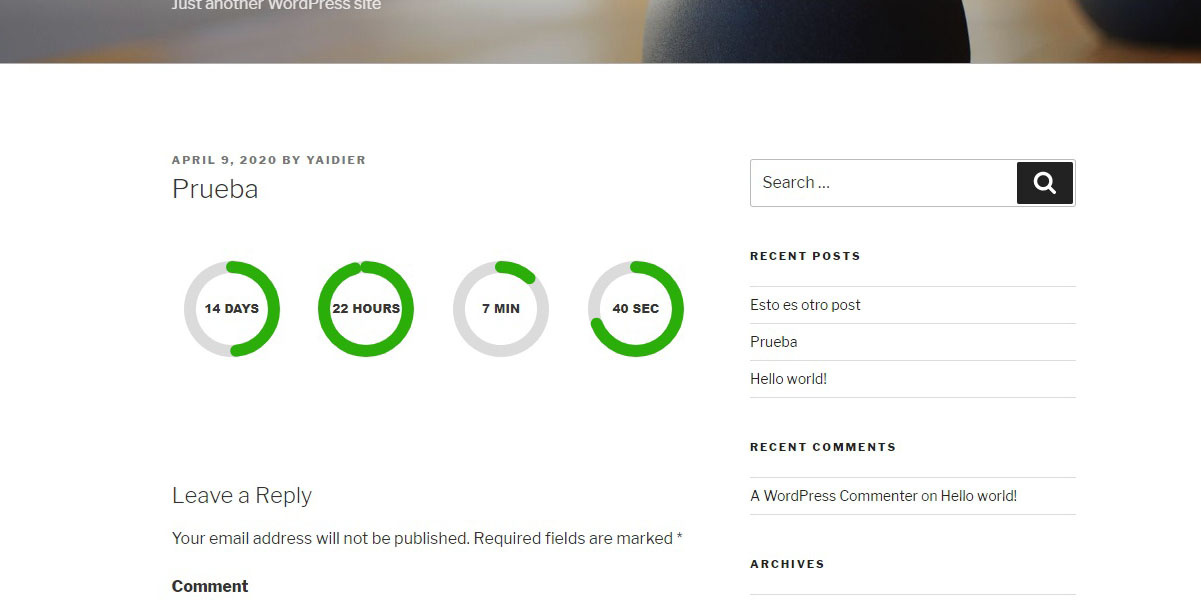 Just another WordPress site
APRIL 9, 2020 BY YAIDIER
Prueba
14 DAYS
22 HOURS
7 MIN
40 SEC
Leave a Reply
Your email address will not be published. Required fields are marked *
Comment
Search …
RECENT POSTS
Esto es otro post
Prueba
Hello world!
RECENT COMMENTS
A WordPress Commenter on Hello world!
ARCHIVES